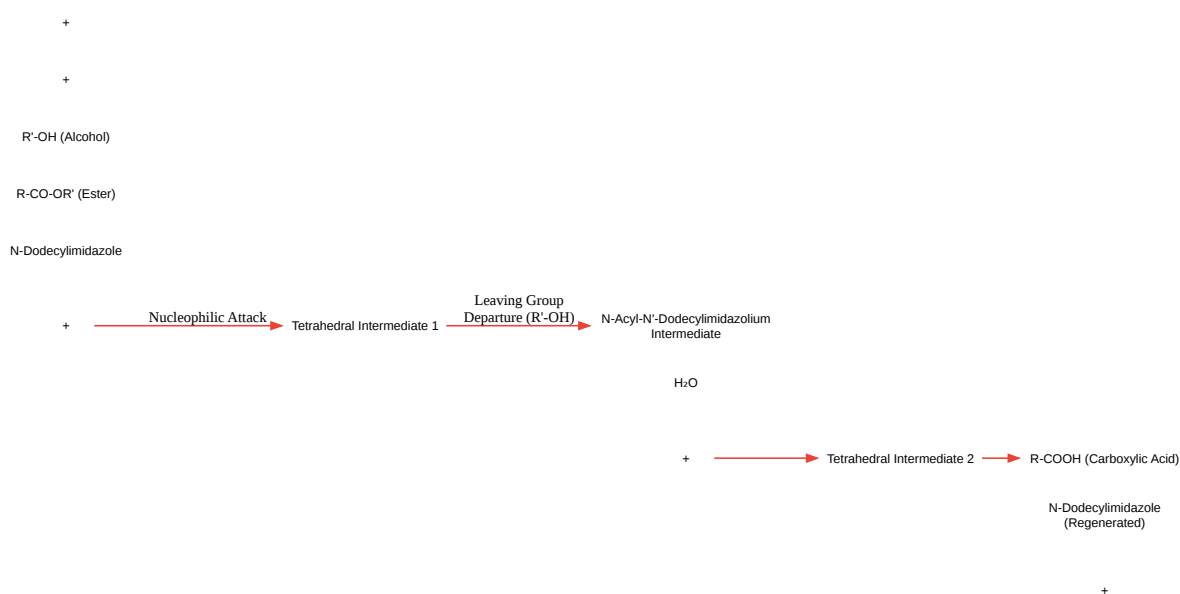 +
+
R'-OH (Alcohol)
R-CO-OR' (Ester)
N-Dodecylimidazole
+
Nucleophilic Attack
Tetrahedral Intermediate 1
Leaving Group
Departure (R'-OH)
N-Acyl-N'-Dodecylimidazolium
Intermediate
H₂O
+
Tetrahedral Intermediate 2
R-COOH (Carboxylic Acid)
N-Dodecylimidazole
(Regenerated)
+